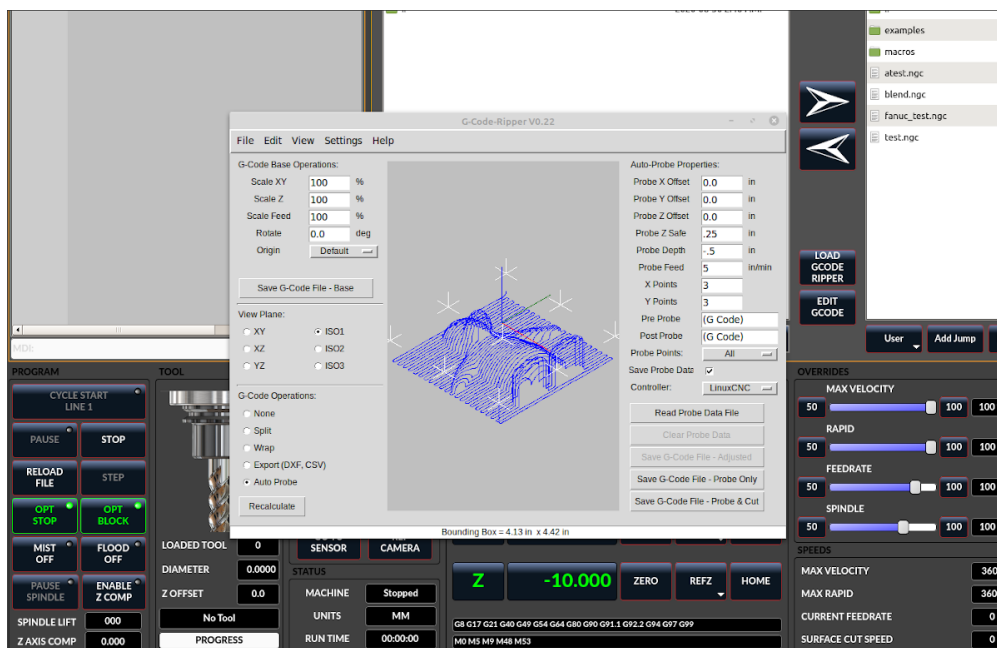 examples
macros
atest.ngc
blend.ngc
fanuc_test.ngc
test.ngc
G-Code-Ripper V0.22
File Edit View Settings Help
G-Code Base Operations:
Scale XY 100 %
Scale Z 100 %
Scale Feed 100 %
Rotate 0.0 deg
Origin Default
Save G-Code File - Base
View Plane:
XY ISO1
XZ ISO2
YZ ISO3
G-Code Operations:
None
Split
Wrap
Export (DXF, CSV)
Auto Probe
Recalculate
Auto-Probe Properties:
Probe X Offset 0.0 in
Probe Y Offset 0.0 in
Probe Z Offset 0.0 in
Probe Z Safe .25 in
Probe Depth -.5 in
Probe Feed 5 in/min
X Points 3
Y Points 3
Pre Probe (G Code)
Post Probe (G Code)
Probe Points: All
Save Probe Data
Controller: LinuxCNC
Read Probe Data File
Clear Probe Data
Save G-Code File - Adjusted
Save G-Code File - Probe Only
Save G-Code File - Probe & Cut
Bounding Box = 4.13 in x 4.42 in
LOAD
GCODE
RIPPER
EDIT
GCODE
User Add Jump
MDI:
PROGRAM
CYCLE START
LINE 1
PAUSE STOP
RELOAD
FILE
STEP
OPT
STOP
OPT
BLOCK
MIST
OFF
FLOOD
OFF
PAUSE
SPINDLE
ENABLE
Z COMP
SPINDLE LIFT 000
Z AXIS COMP 0.000
TOOL
LOADED TOOL 0
DIAMETER 0.0000
Z OFFSET 0.0
No Tool
PROGRESS
SENSOR
CAMERA
STATUS
MACHINE Stopped
UNITS MM
RUN TIME 00:00:00
Z -10.000 ZERO REFZ HOME
G8 G17 G21 G40 G49 G54 G64 G80 G90 G91.1 G92.2 G94 G97 G99
M0 M5 M9 M48 M53
OVERRIDES
MAX VELOCITY
50 100 100
RAPID
50 100 100
FEEDRATE
50 100 100
SPINDLE
50 100 100
SPEEDS
MAX VELOCITY 360
MAX RAPID 360
CURRENT FEEDRATE 0
SURFACE CUT SPEED 0